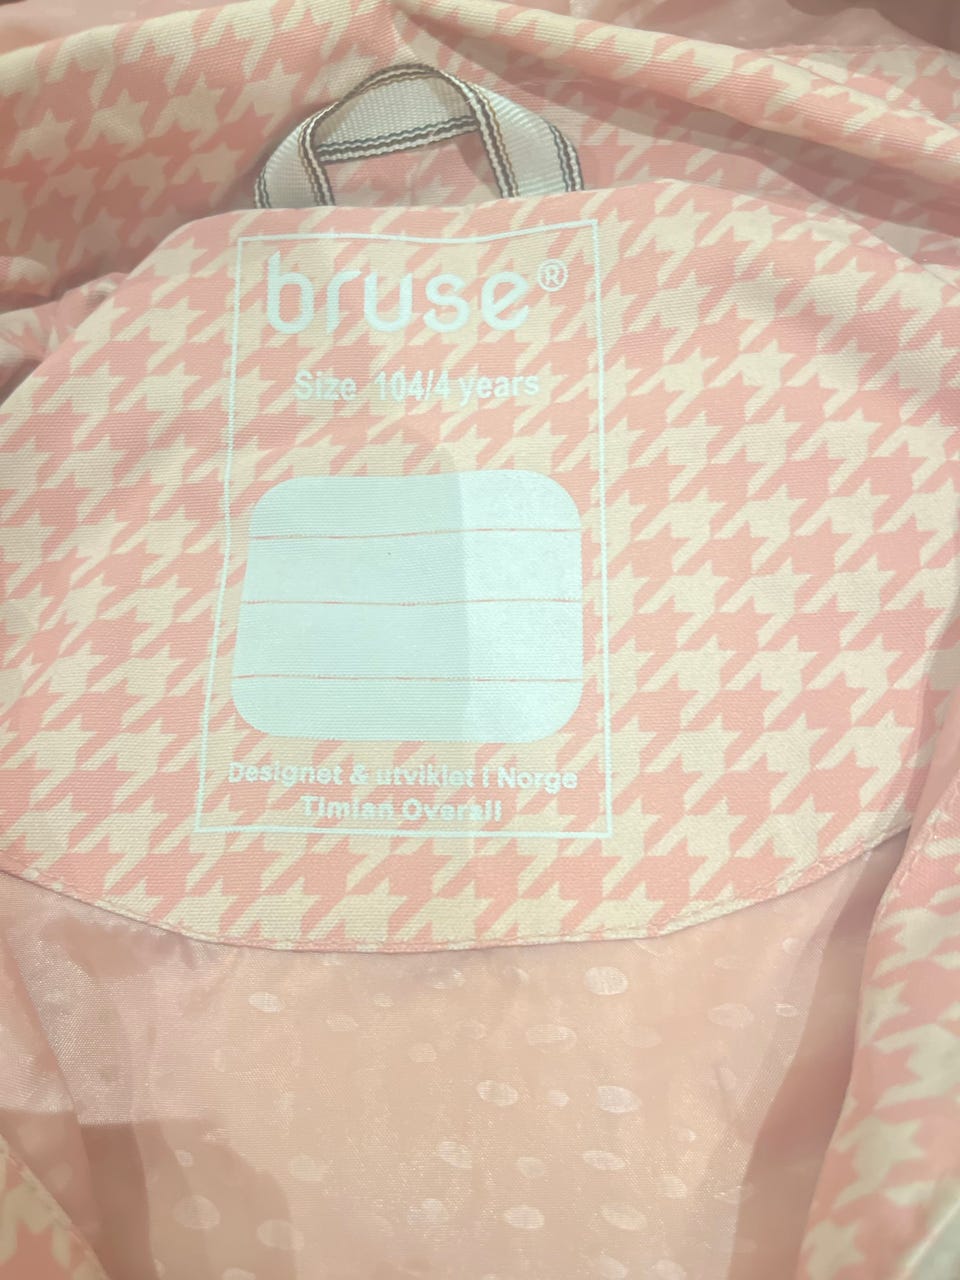 bruse®
Size 104/4 years
Designet & utviklet i Norge
Timian Overall